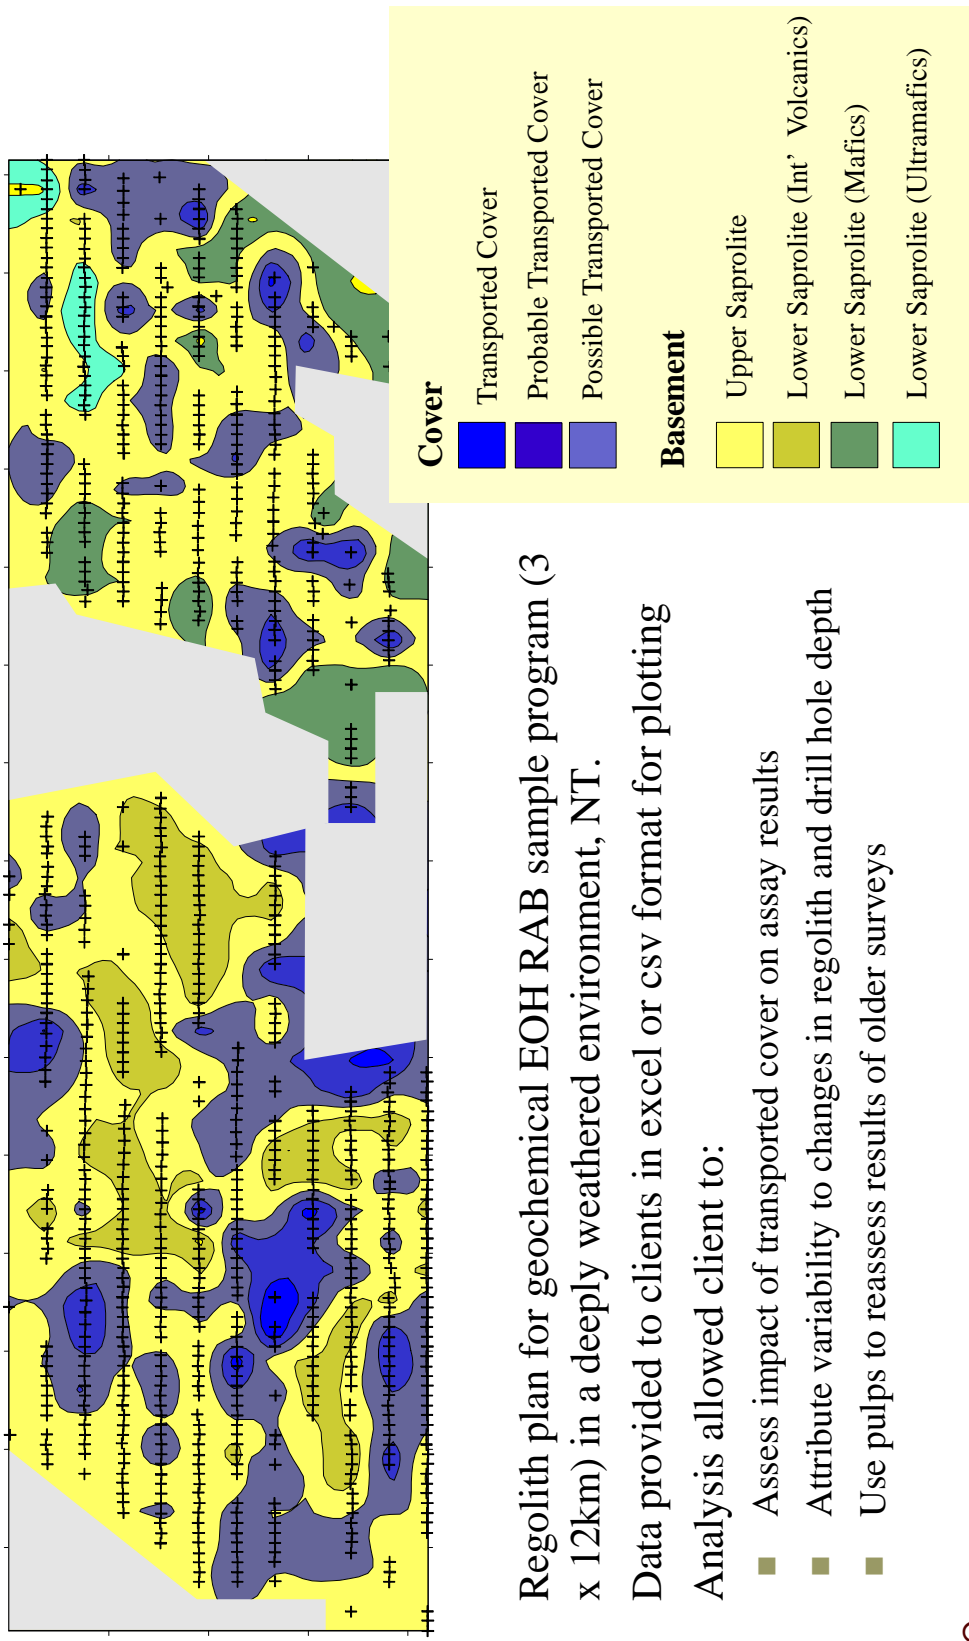 Cover
Transported Cover
Probable Transported Cover
Possible Transported Cover
Basement
Upper Saprolite
Lower Saprolite (Int' Volcanics)
Lower Saprolite (Mafics)
Lower Saprolite (Ultramafics)
Regolith plan for geochemical EOH RAB sample program (3
x 12km) in a deeply weathered environment, NT.
Data provided to clients in excel or csv format for plotting
Analysis allowed client to:
Assess impact of transported cover on assay results
Attribute variability to changes in regolith and drill hole depth
Use pulps to reassess results of older surveys